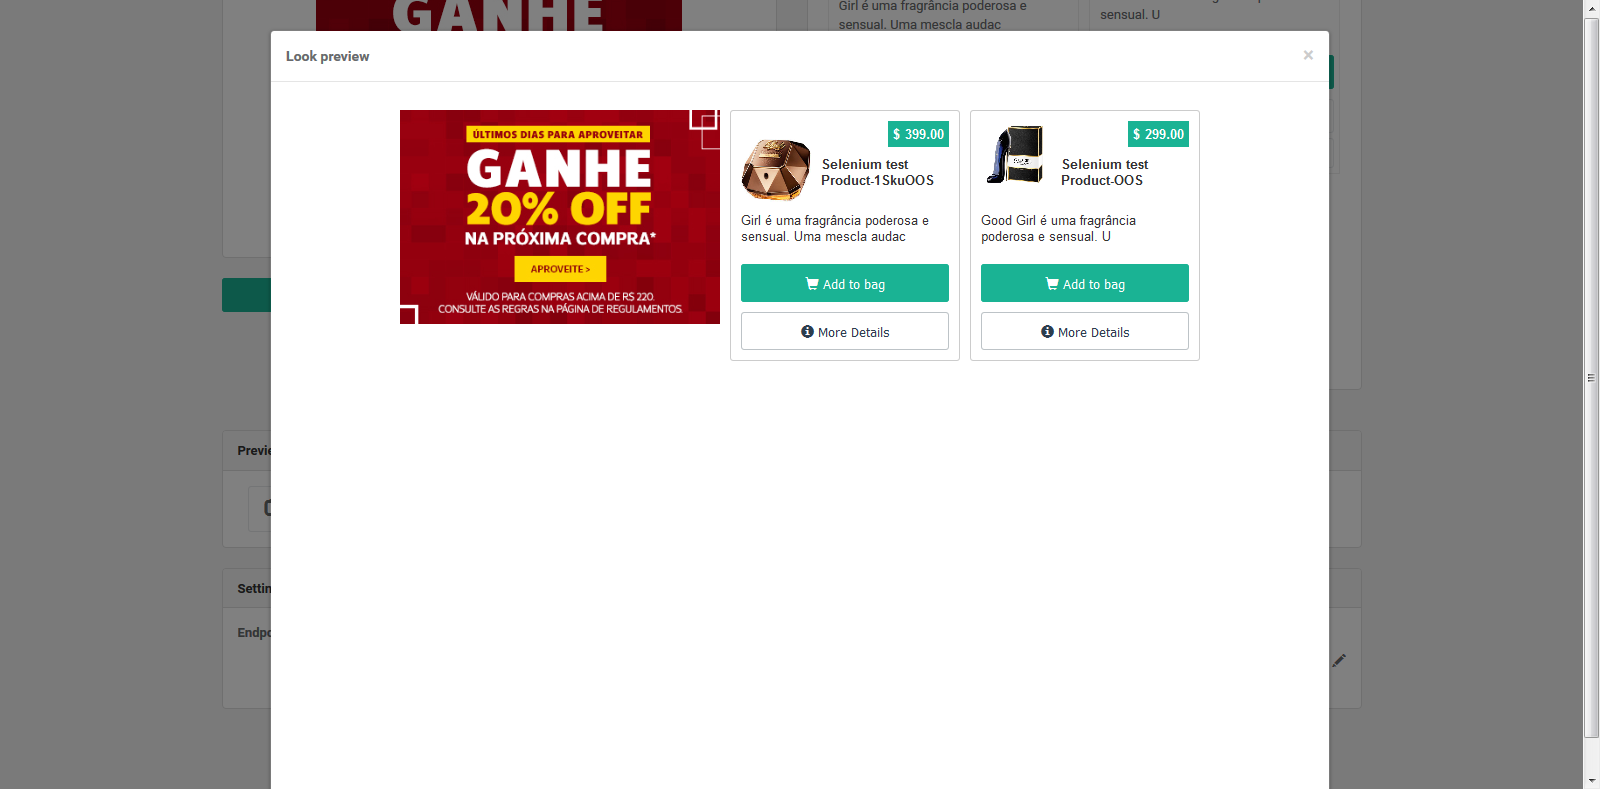 GANHE
Girl é uma fragrância poderosa e
sensual. Uma mescla audac
sensual. U
Look preview
×
ÚLTIMOS DIAS PARA APROVEITAR
GANHE
20% OFF
NA PRÓXIMA COMPRA*
APROVEITE >
VÁLIDO PARA COMPRAS ACIMA DE R$ 220.
CONSULTE AS REGRAS NA PÁGINA DE REGULAMENTOS.
$ 399.00
Selenium test
Product-1SkuOOS
Girl é uma fragrância poderosa e
sensual. Uma mescla audac
Add to bag
More Details
$ 299.00
Selenium test
Product-OOS
Good Girl é uma fragrância
poderosa e sensual. U
Add to bag
More Details
Previe
Settin
Endpo